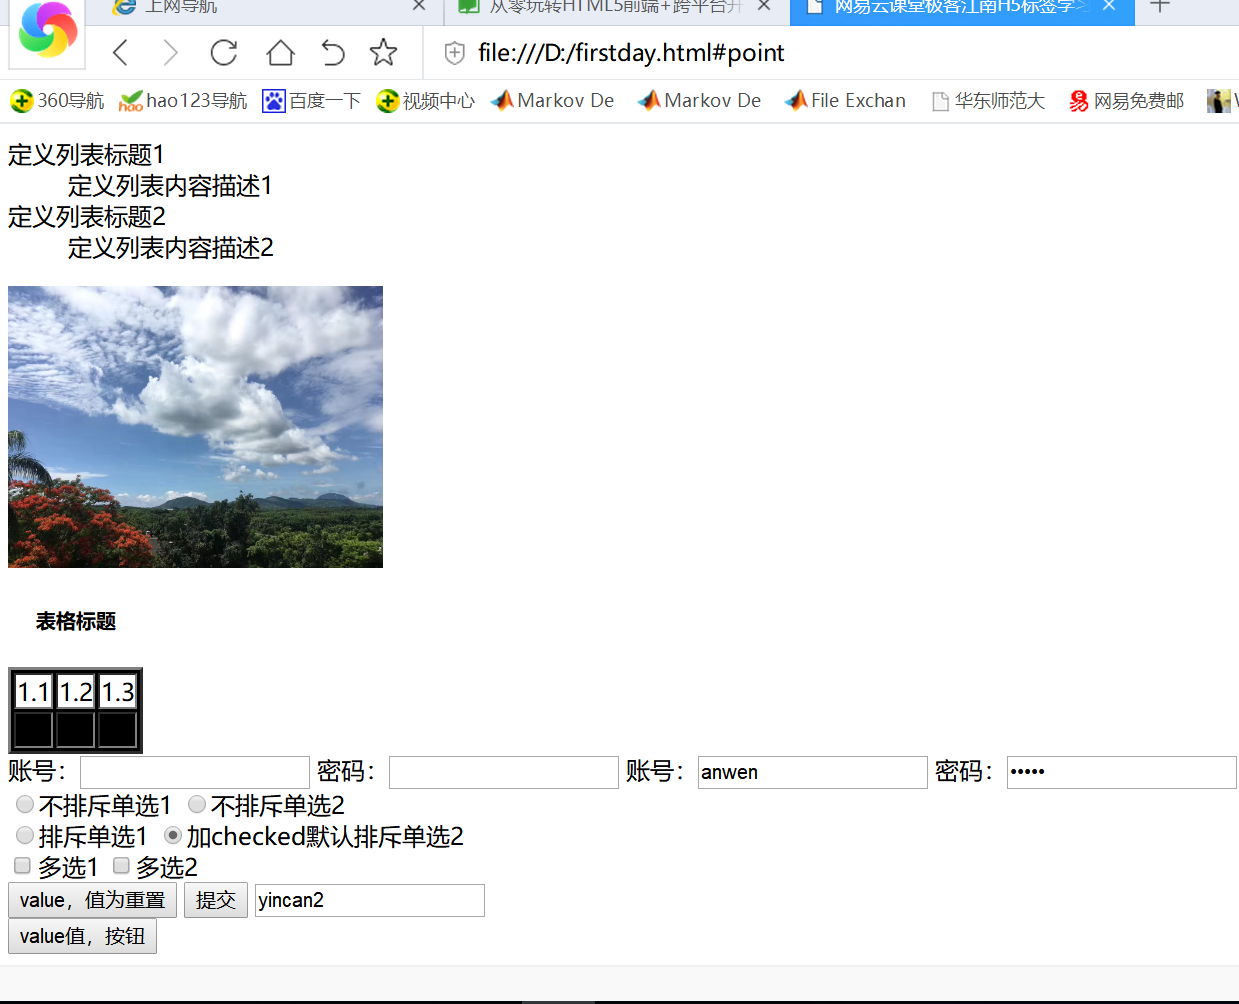 上网导航 从零玩转HTML5前端+跨平台开 网易云课堂极客江南H5标签学
file:///D:/firstday.html#point
360导航 hao123导航 百度一下 视频中心 Markov De Markov De File Exchan 华东师范大 网易免费邮
定义列表标题1
定义列表内容描述1
定义列表标题2
定义列表内容描述2
表格标题
1.1 1.2 1.3
账号： 密码： 账号：anwen 密码：•••••
不排斥单选1 不排斥单选2
排斥单选1 加checked默认排斥单选2
多选1 多选2
value，值为重置 提交 yincan2
value值，按钮